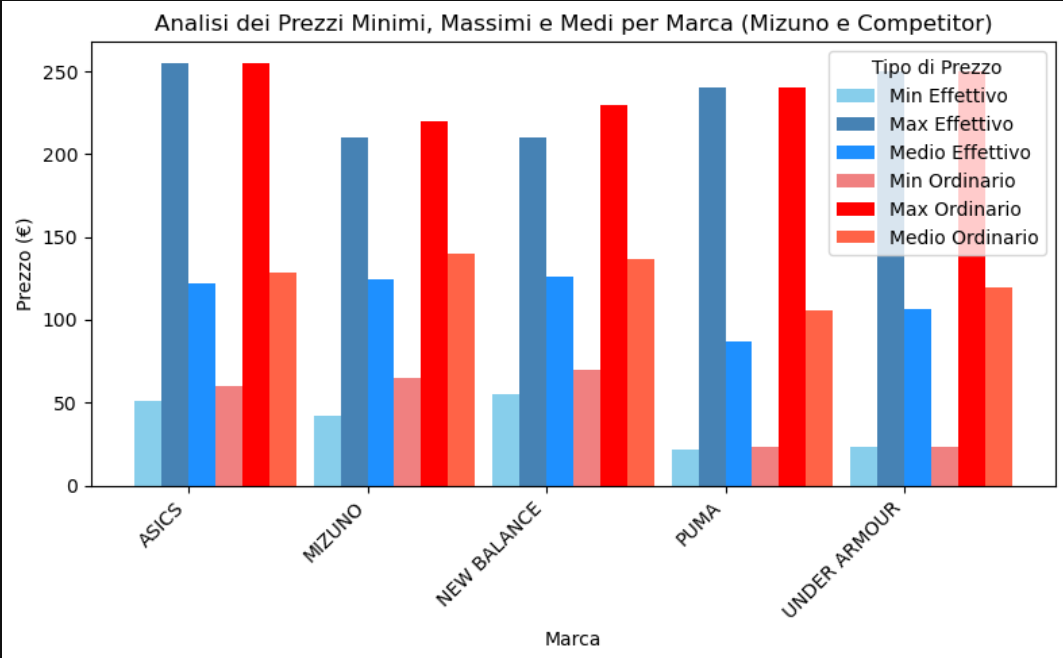 Analisi dei Prezzi Minimi, Massimi e Medi per Marca (Mizuno e Competitor)
Tipo di Prezzo
Min Effettivo
Max Effettivo
Medio Effettivo
Min Ordinario
Max Ordinario
Medio Ordinario
Prezzo (€)
250
200
150
100
50
0
ASICS
MIZUNO
NEW BALANCE
PUMA
UNDER ARMOUR
Marca